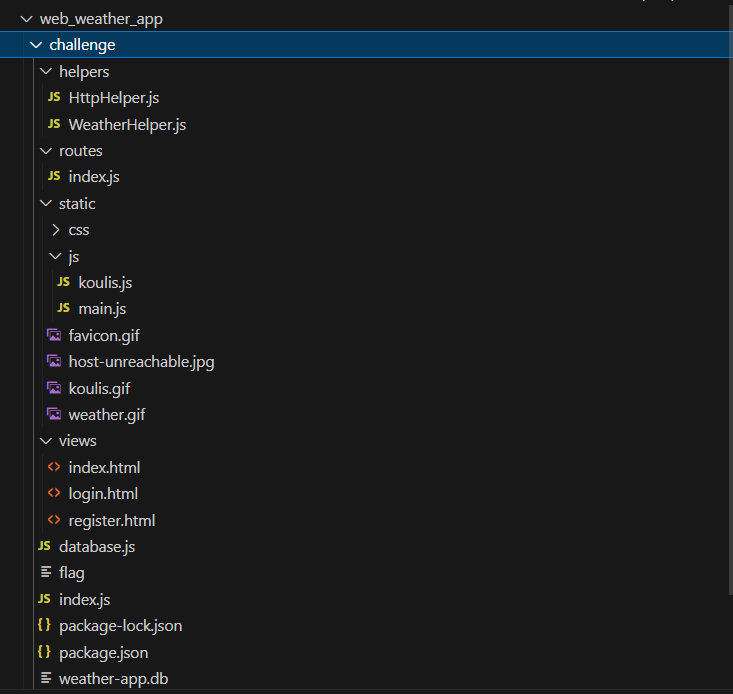 web_weather_app
challenge
helpers
JS HttpHelper.js
JS WeatherHelper.js
routes
JS index.js
static
css
js
JS koulis.js
JS main.js
favicon.gif
host-unreachable.jpg
koulis.gif
weather.gif
views
<> index.html
<> login.html
<> register.html
JS database.js
flag
JS index.js
{} package-lock.json
{} package.json
weather-app.db